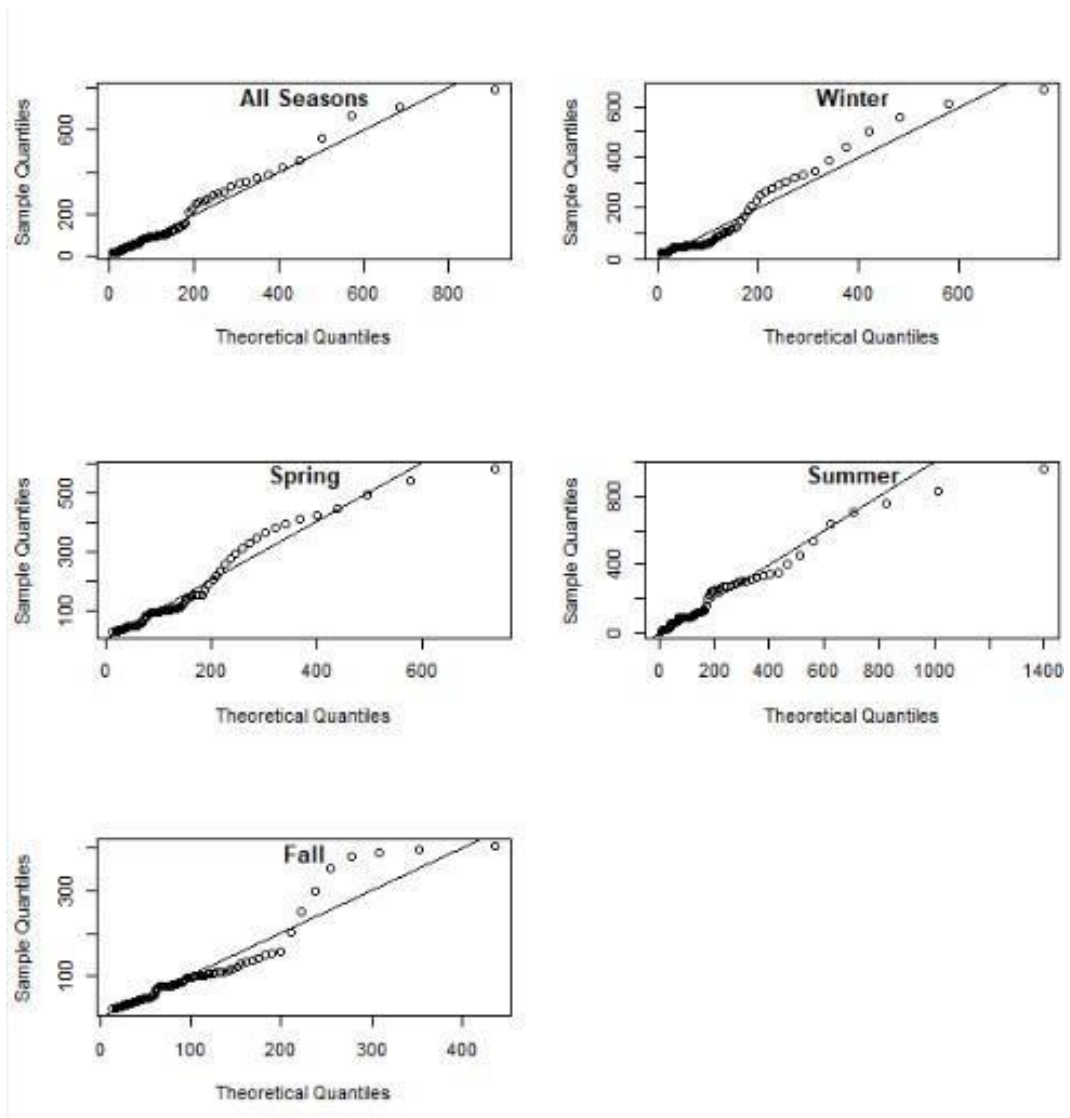 All Seasons
Sample Quantiles
600
200
0
0 200 400 600 800
Theoretical Quantiles
Winter
Sample Quantiles
600
400
200
0
0 200 400 600
Theoretical Quantiles
Spring
Sample Quantiles
500
300
100
0 200 400 600
Theoretical Quantiles
Summer
Sample Quantiles
800
400
0
0 200 400 600 800 1000 1400
Theoretical Quantiles
Fall
Sample Quantiles
300
100
0 100 200 300 400
Theoretical Quantiles